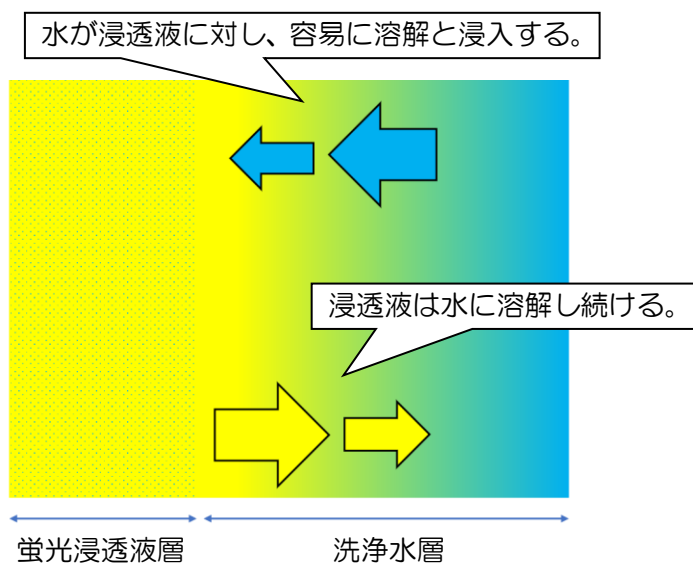 水が浸透液に対し、容易に溶解と浸入する。
浸透液は水に溶解し続ける。
蛍光浸透液層
洗浄水層